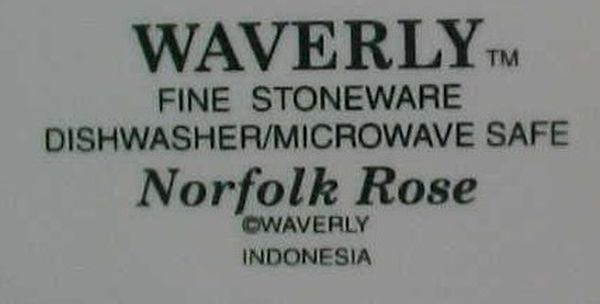 WAVERLY™
FINE STONEWARE
DISHWASHER/MICROWAVE SAFE
Norfolk Rose
©WAVERLY
INDONESIA